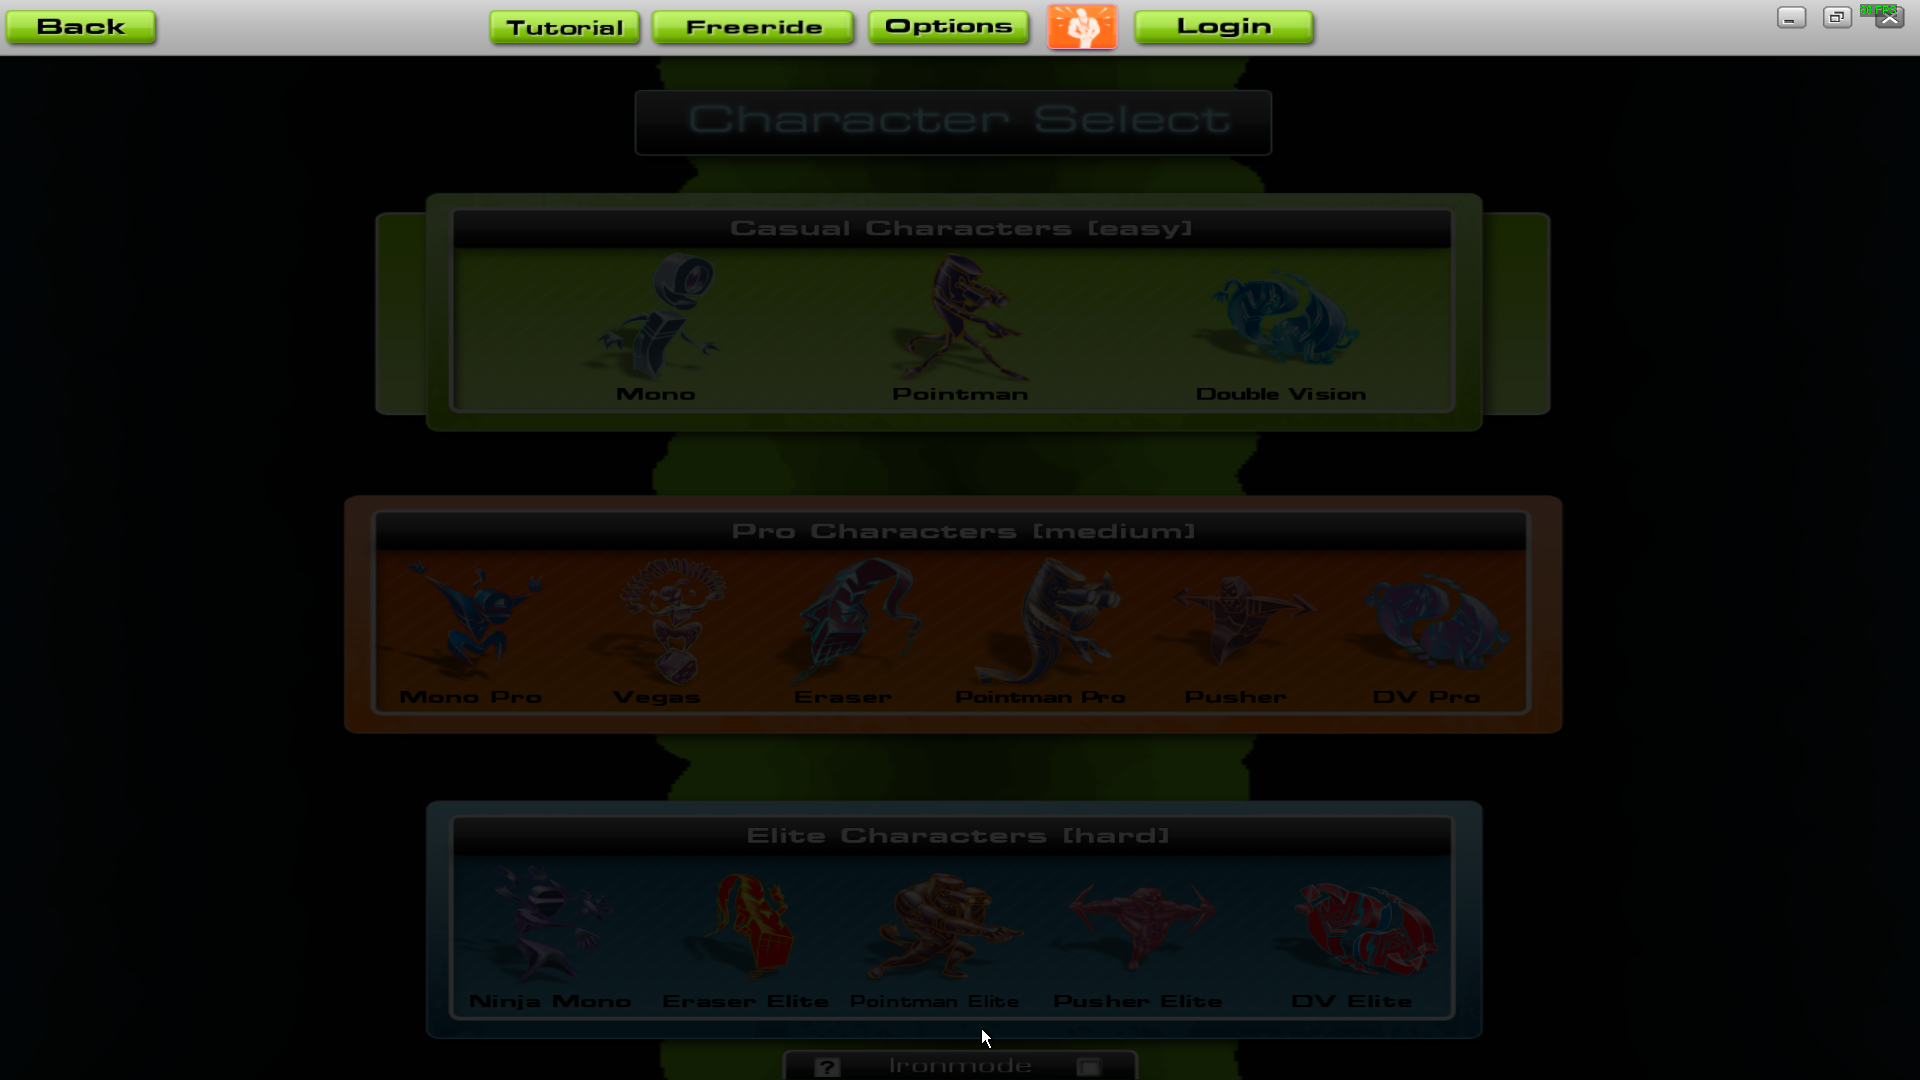 Back
Tutorial
Freeride
Options
Login
Character Select
Casual Characters [easy]
Mono
Pointman
Double Vision
Pro Characters [medium]
Mono Pro
Vegas
Eraser
Pointman Pro
Pusher
DV Pro
Elite Characters [hard]
Ninja Mono
Eraser Elite
Pointman Elite
Pusher Elite
DV Elite
? Ironmode